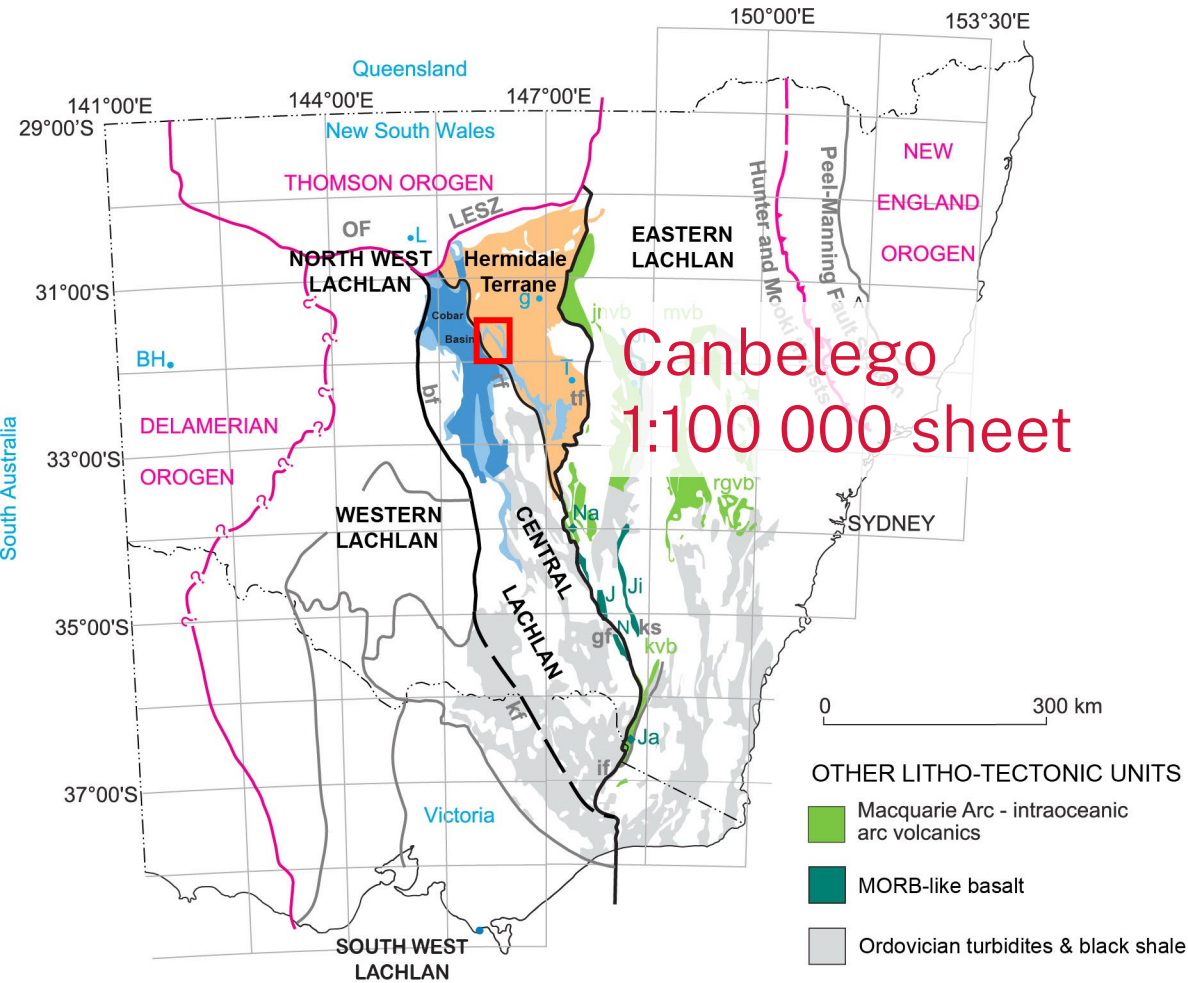 150°00'E
153°30'E
Queensland
141°00'E
144°00'E
147°00'E
29°00'S
New South Wales
THOMSON OROGEN
NEW
ENGLAND
OROGEN
Hunter and Mooki Thrusts
Peel-Manning Fault System
OF
LESZ
L
NORTH WEST
LACHLAN
Hermidale
Terrane
EASTERN
LACHLAN
31°00'S
g
Cobar
Basin
jnvb
mvb
Canbelego
1:100 000 sheet
BH
T
rf
bf
tf
South Australia
DELAMERIAN
OROGEN
33°00'S
?
?
?
?
?
?
?
?
?
rgvb
WESTERN
LACHLAN
CENTRAL
LACHLAN
Na
SYDNEY
J
Ji
35°00'S
N
gf
ks
kvb
kf
Ja
if
0
300 km
37°00'S
Victoria
SOUTH WEST
LACHLAN
OTHER LITHO-TECTONIC UNITS
Macquarie Arc - intraoceanic
arc volcanics
MORB-like basalt
Ordovician turbidites & black shale